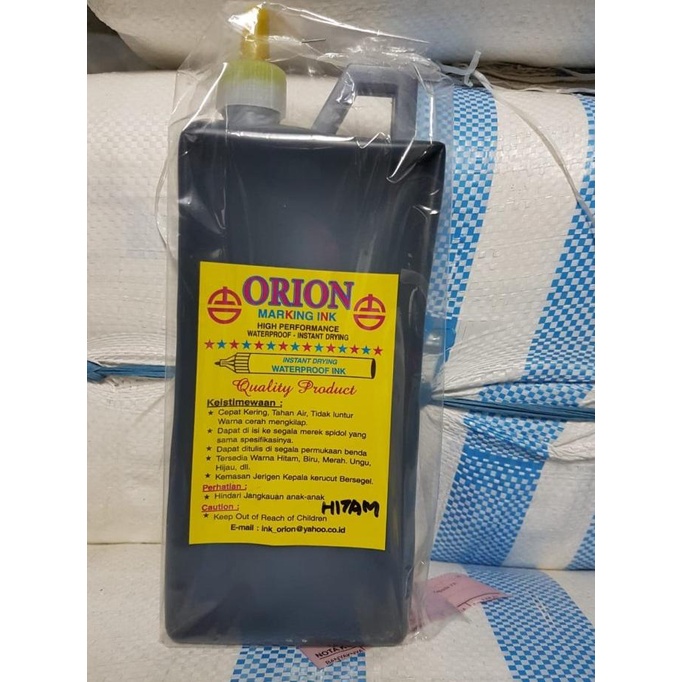 ORION
MARKING INK
HIGH PERFORMANCE
WATERPROOF - INSTANT DRYING
INSTANT DRYING
WATERPROOF INK
Quality Product
Keistimewaan :
★ Cepat Kering, Tahan Air, Tidak luntur
Warna cerah mengkilap.
★ Dapat di isi ke segala merek spidol yang
sama spesifikasinya.
★ Dapat ditulis di segala permukaan benda
★ Tersedia Warna Hitam, Biru, Merah. Ungu,
Hijau, dll.
★ Kemasan Jerigen Kepala kerucut Bersegel.
Perhatian :
★ Hindari Jangkauan anak-anak
HITAM
Caution :
★ Keep Out of Reach of Children
E-mail : ink_orion@yahoo.co.id
NOTA